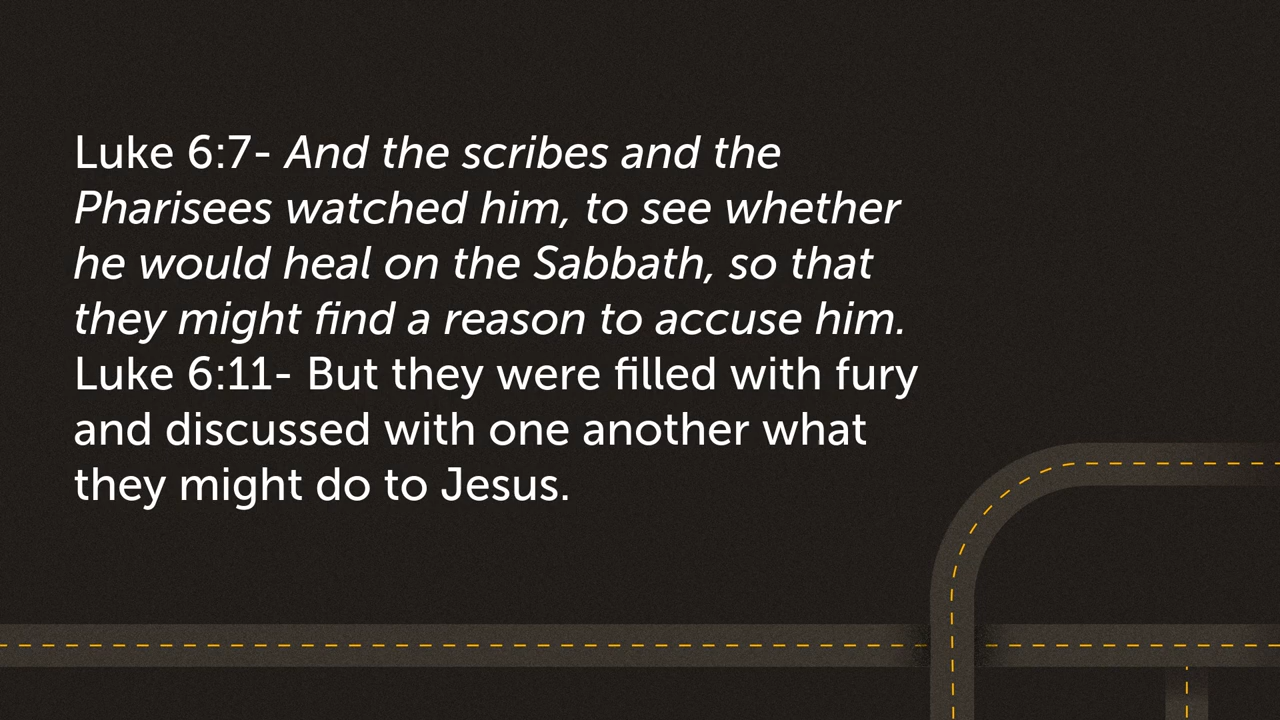 Luke 6:7- And the scribes and the
Pharisees watched him, to see whether
he would heal on the Sabbath, so that
they might find a reason to accuse him.
Luke 6:11- But they were filled with fury
and discussed with one another what
they might do to Jesus.